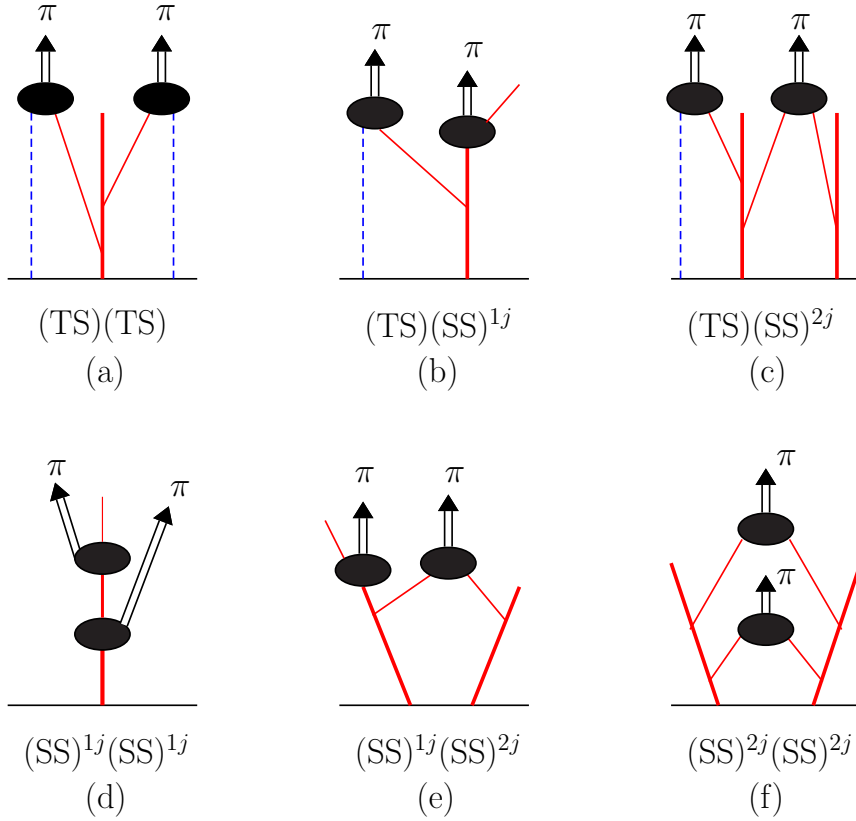 π π π π π π
(TS)(TS) (TS)(SS)^{1j} (TS)(SS)^{2j}
(a) (b) (c)
π π π π π π
(SS)^{1j}(SS)^{1j} (SS)^{1j}(SS)^{2j} (SS)^{2j}(SS)^{2j}
(d) (e) (f)